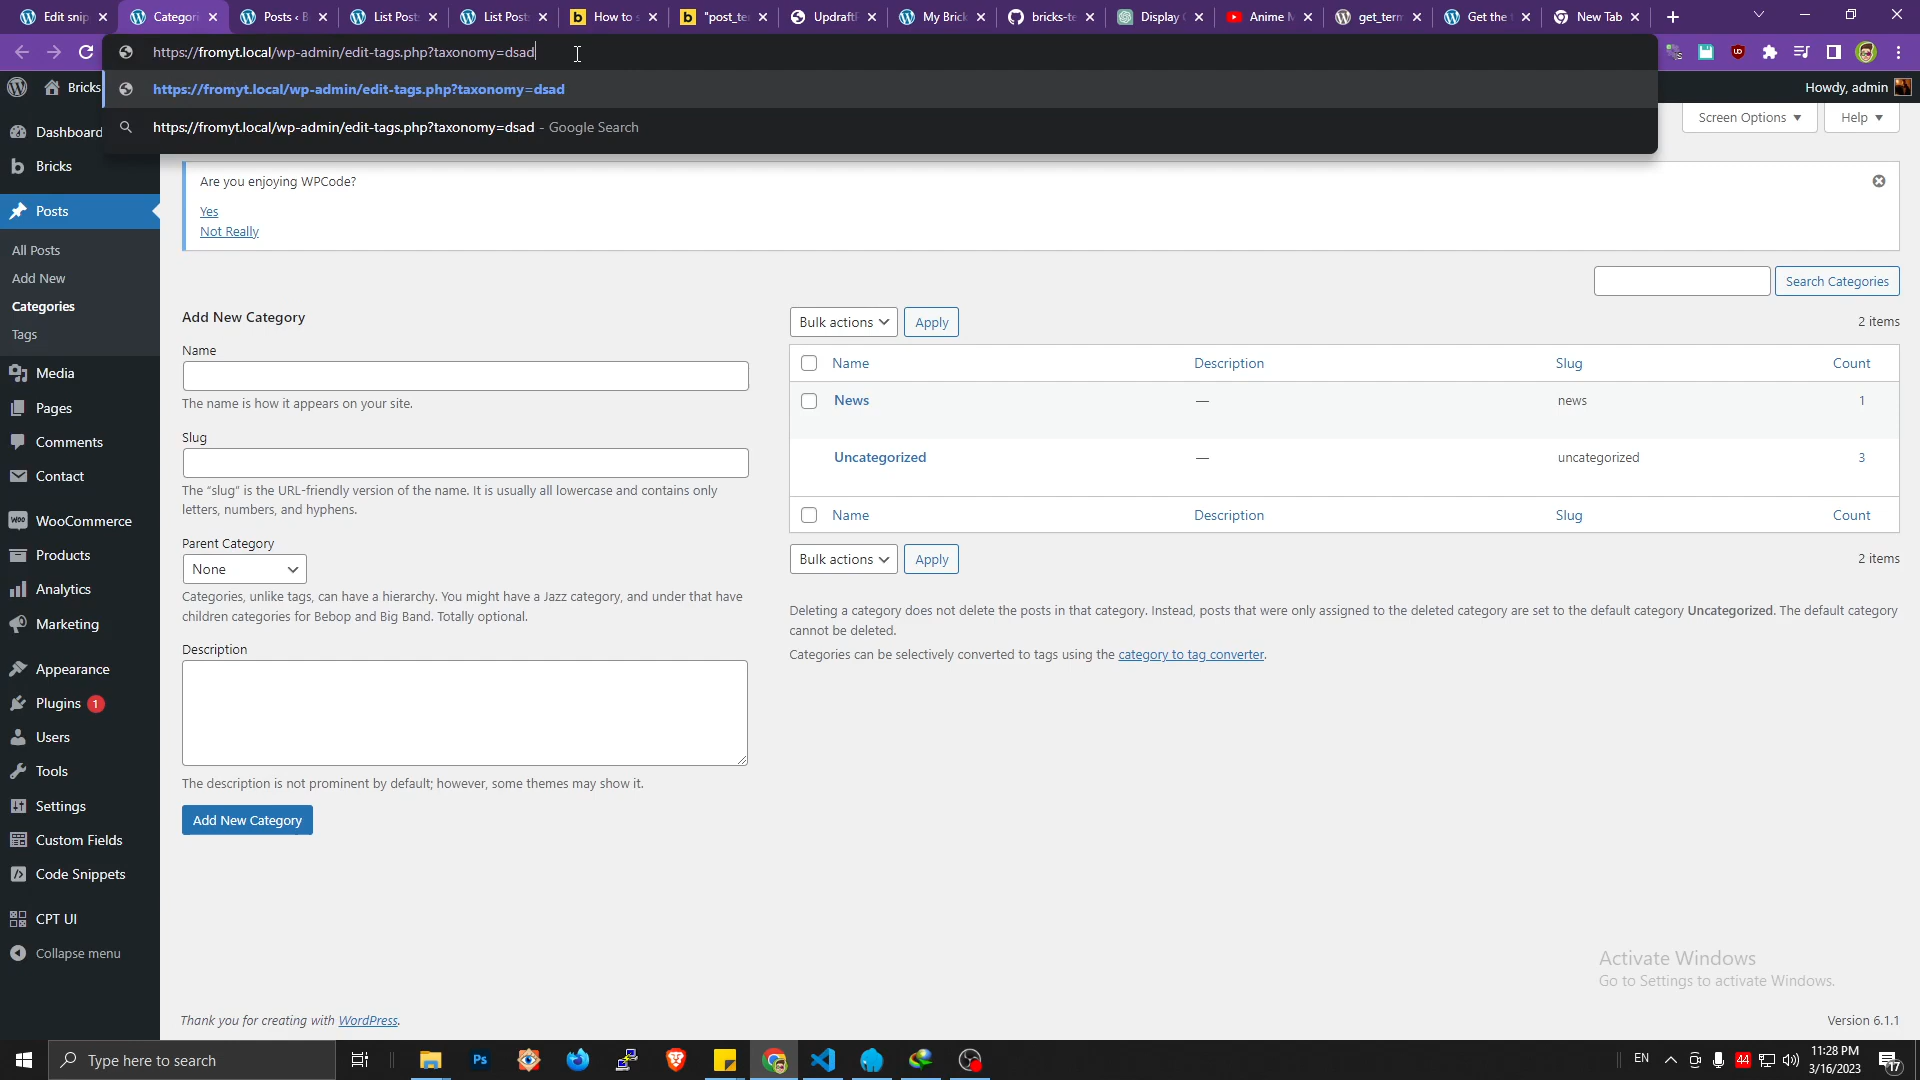 Edit snip
Categori
Posts ‹ B
List Post
List Post
How to s
"post_te
Updraft
My Brick
bricks-te
Display
Anime
get_term
Get the
New Tab
https://fromyt.local/wp-admin/edit-tags.php?taxonomy=dsad
https://fromyt.local/wp-admin/edit-tags.php?taxonomy=dsad
https://fromyt.local/wp-admin/edit-tags.php?taxonomy=dsad - Google Search
Bricks
Howdy, admin
Screen Options
Help
Dashboard
Bricks
Posts
All Posts
Add New
Categories
Tags
Media
Pages
Comments
Contact
WooCommerce
Products
Analytics
Marketing
Appearance
Plugins 1
Users
Tools
Settings
Custom Fields
Code Snippets
CPT UI
Collapse menu
Are you enjoying WPCode?
Yes
Not Really
Search Categories
Add New Category
Name
The name is how it appears on your site.
Slug
The “slug” is the URL-friendly version of the name. It is usually all lowercase and contains only
letters, numbers, and hyphens.
Parent Category
None
Categories, unlike tags, can have a hierarchy. You might have a Jazz category, and under that have
children categories for Bebop and Big Band. Totally optional.
Description
The description is not prominent by default; however, some themes may show it.
Add New Category
Bulk actions Apply 2 items
Name Description Slug Count
News — news 1
Uncategorized — uncategorized 3
Name Description Slug Count
Bulk actions Apply 2 items
Deleting a category does not delete the posts in that category. Instead, posts that were only assigned to the deleted category are set to the default category Uncategorized. The default category
cannot be deleted.
Categories can be selectively converted to tags using the category to tag converter.
Activate Windows
Go to Settings to activate Windows.
Thank you for creating with WordPress.
Version 6.1.1
Type here to search
Ps
EN
44
11:28 PM
3/16/2023
17